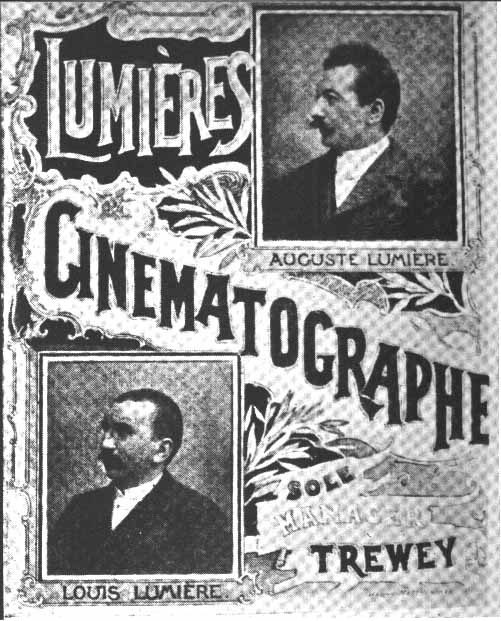 LUMIÈRES
AUGUSTE LUMIÈRE.
CINEMATOGRAPHE
LOUIS LUMIÈRE.
SOLE
MANAGER
TREWEY